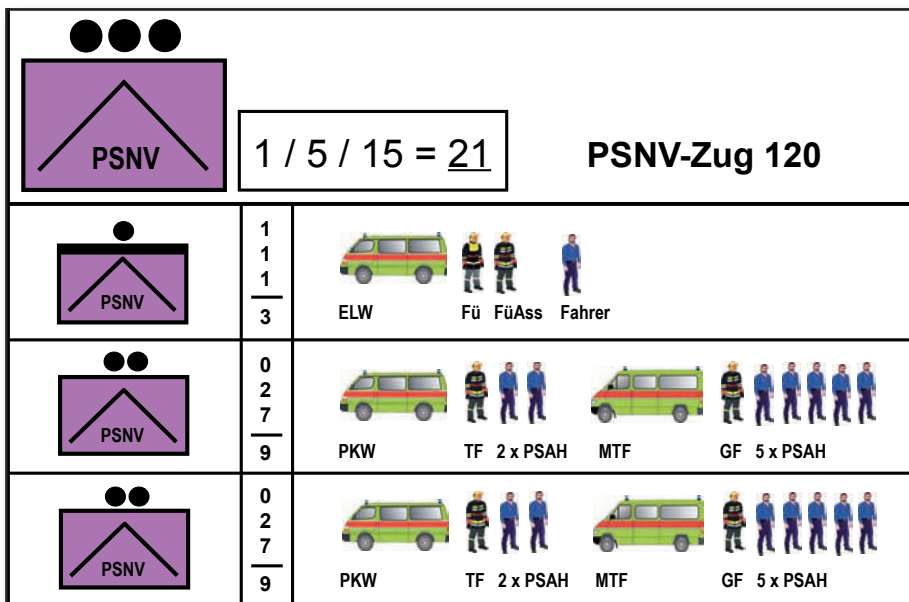 PSNV
1 / 5 / 15 = 21
PSNV-Zug 120
PSNV
1
1
1
3
ELW Fü FüAss Fahrer
PSNV
0
2
7
9
PKW TF 2 x PSAH MTF GF 5 x PSAH
PSNV
0
2
7
9
PKW TF 2 x PSAH MTF GF 5 x PSAH